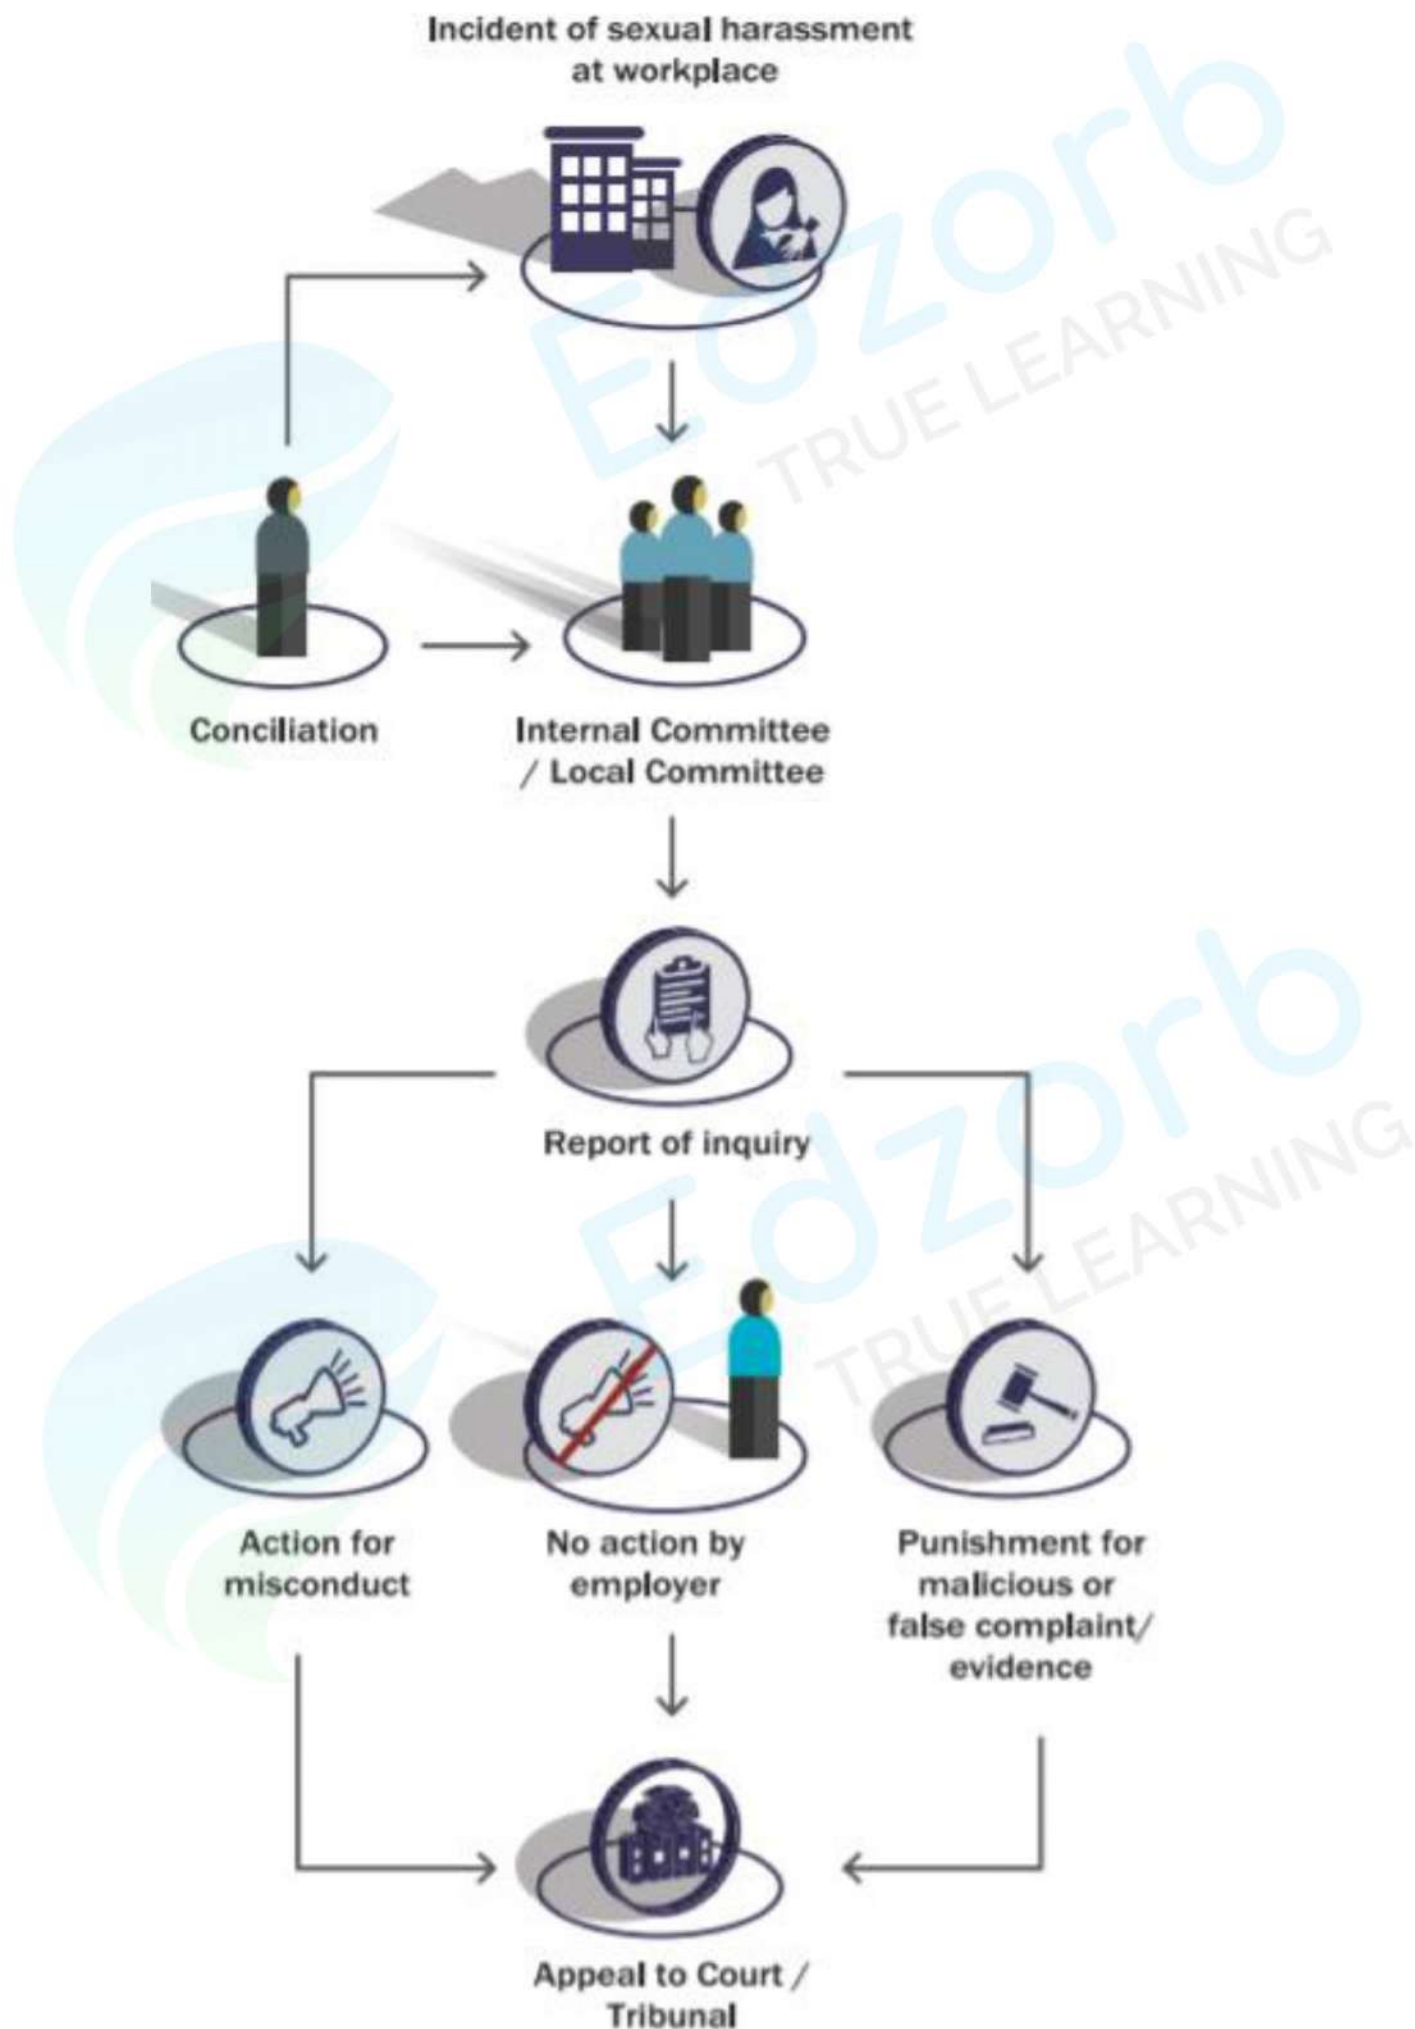 Incident of sexual harassment
at workplace
Edzorb
TRUE LEARNING
Conciliation
Internal Committee
/ Local Committee
Report of inquiry
Edzorb
TRUE LEARNING
Action for
misconduct
No action by
employer
Punishment for
malicious or
false complaint/
evidence
Appeal to Court /
Tribunal